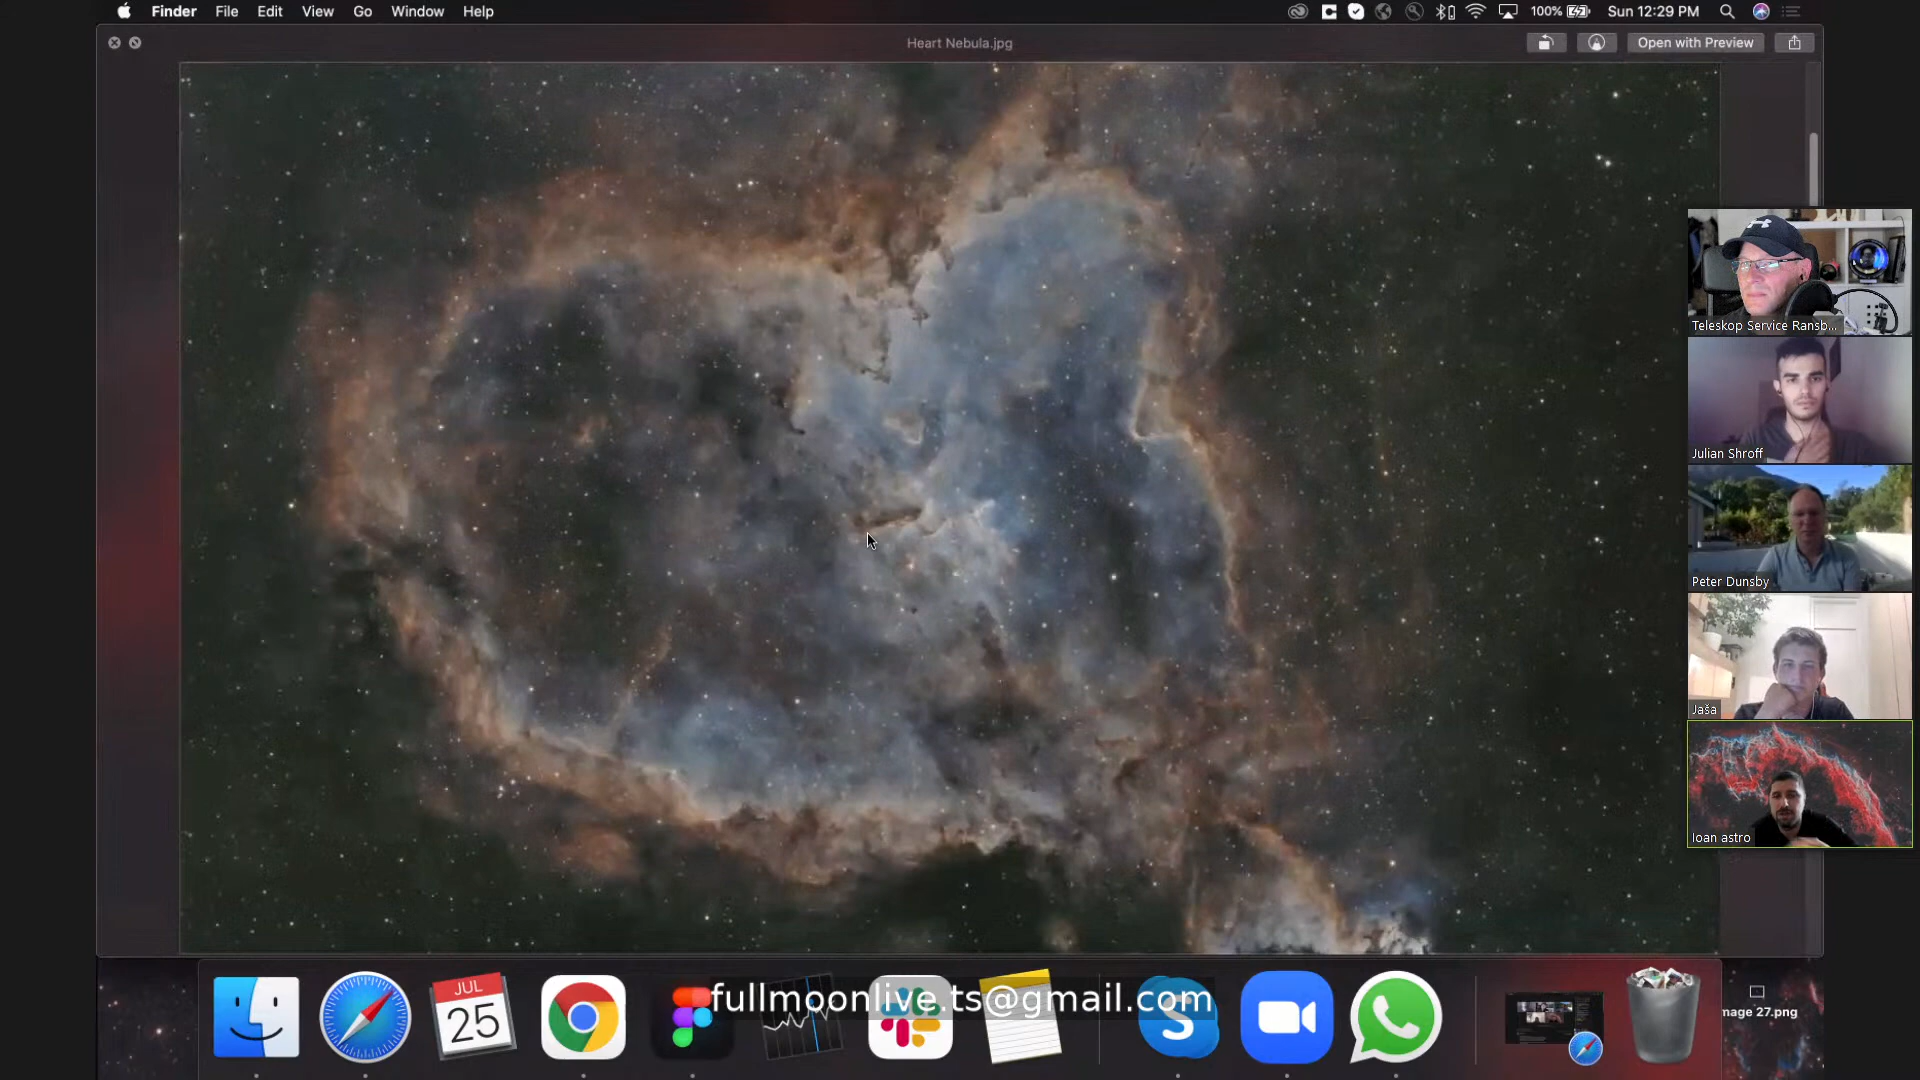 Finder File Edit View Go Window Help
100% Sun 12:29 PM
Heart Nebula.jpg
Open with Preview
Teleskop Service Ransb...
Julian Shroff
Peter Dunsby
Jaša
Ioan astro
JUL
25
fullmoonlive.ts@gmail.com
mage 27.png